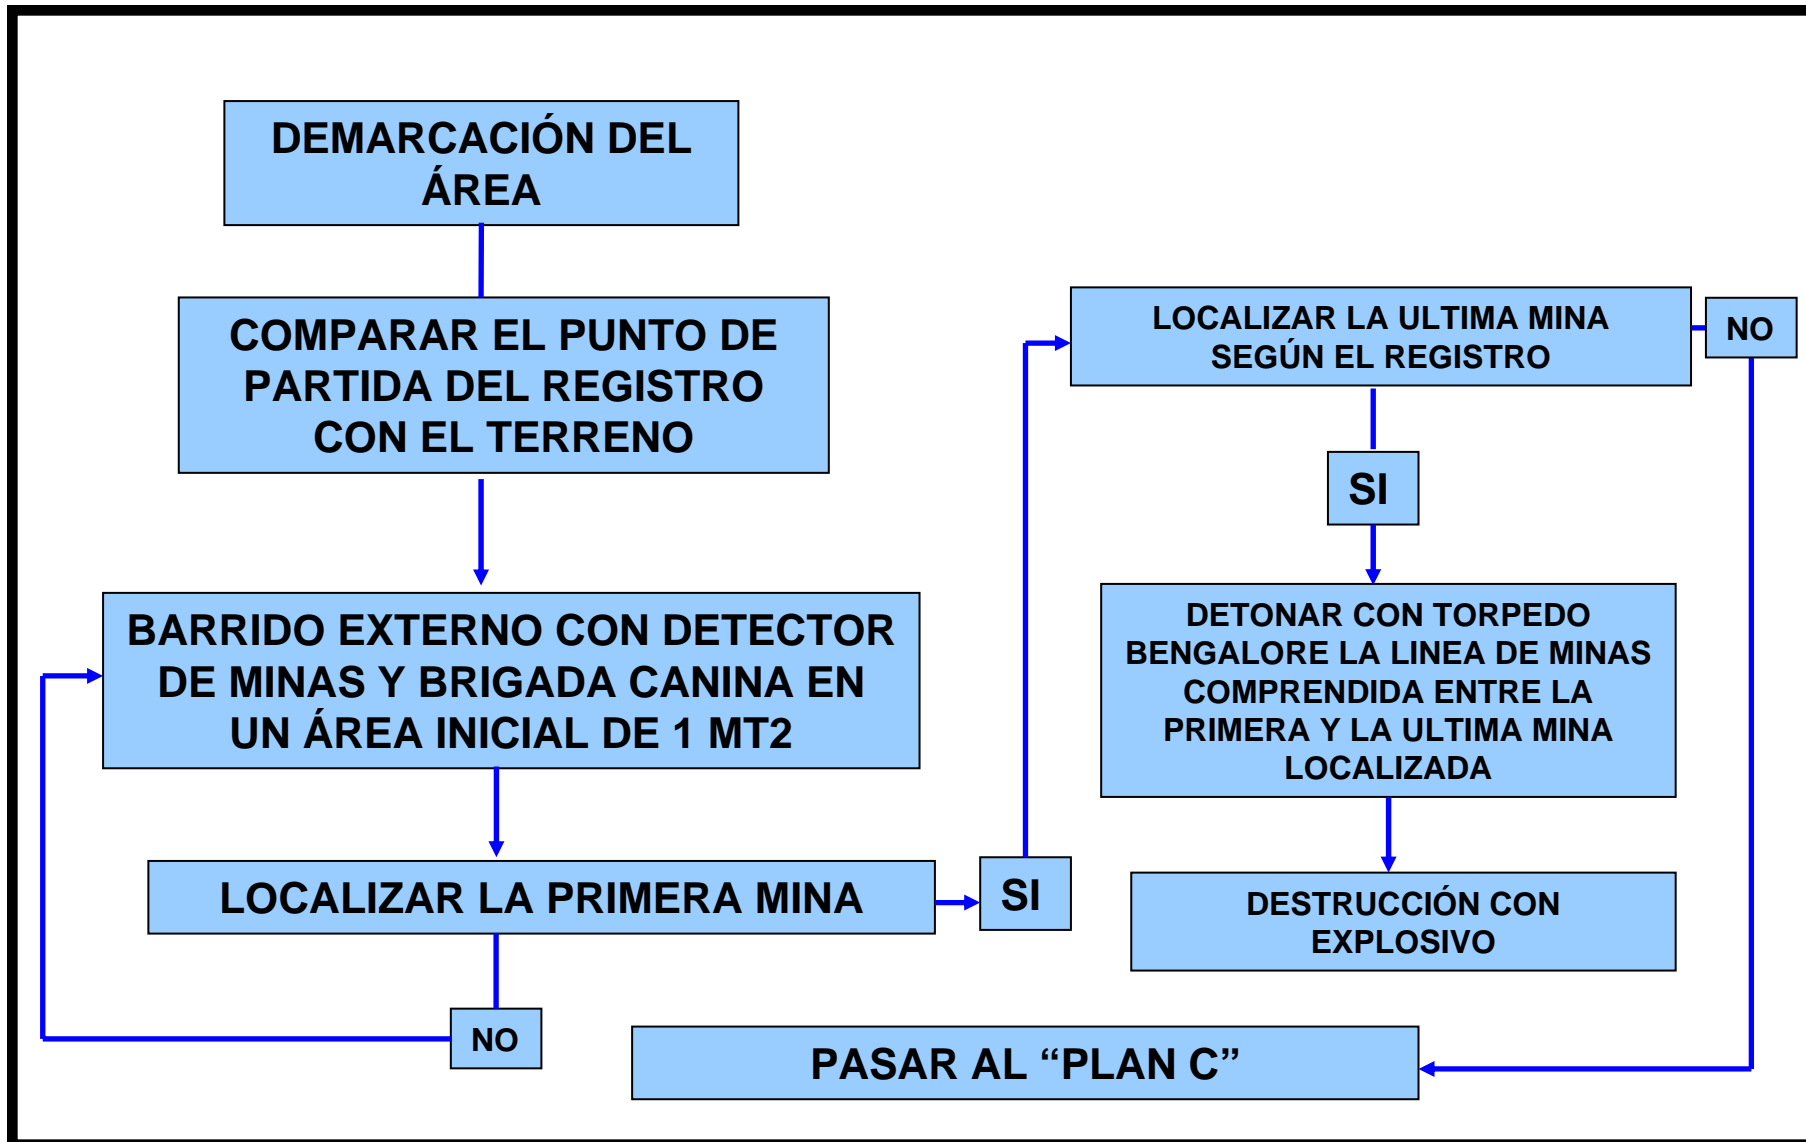 DEMARCACIÓN DEL
ÁREA
COMPARAR EL PUNTO DE
PARTIDA DEL REGISTRO
CON EL TERRENO
BARRIDO EXTERNO CON DETECTOR
DE MINAS Y BRIGADA CANINA EN
UN ÁREA INICIAL DE 1 MT2
LOCALIZAR LA PRIMERA MINA
SI
NO
LOCALIZAR LA ULTIMA MINA
SEGÚN EL REGISTRO
NO
SI
DETONAR CON TORPEDO
BENGALORE LA LINEA DE MINAS
COMPRENDIDA ENTRE LA
PRIMERA Y LA ULTIMA MINA
LOCALIZADA
DESTRUCCIÓN CON
EXPLOSIVO
PASAR AL “PLAN C”